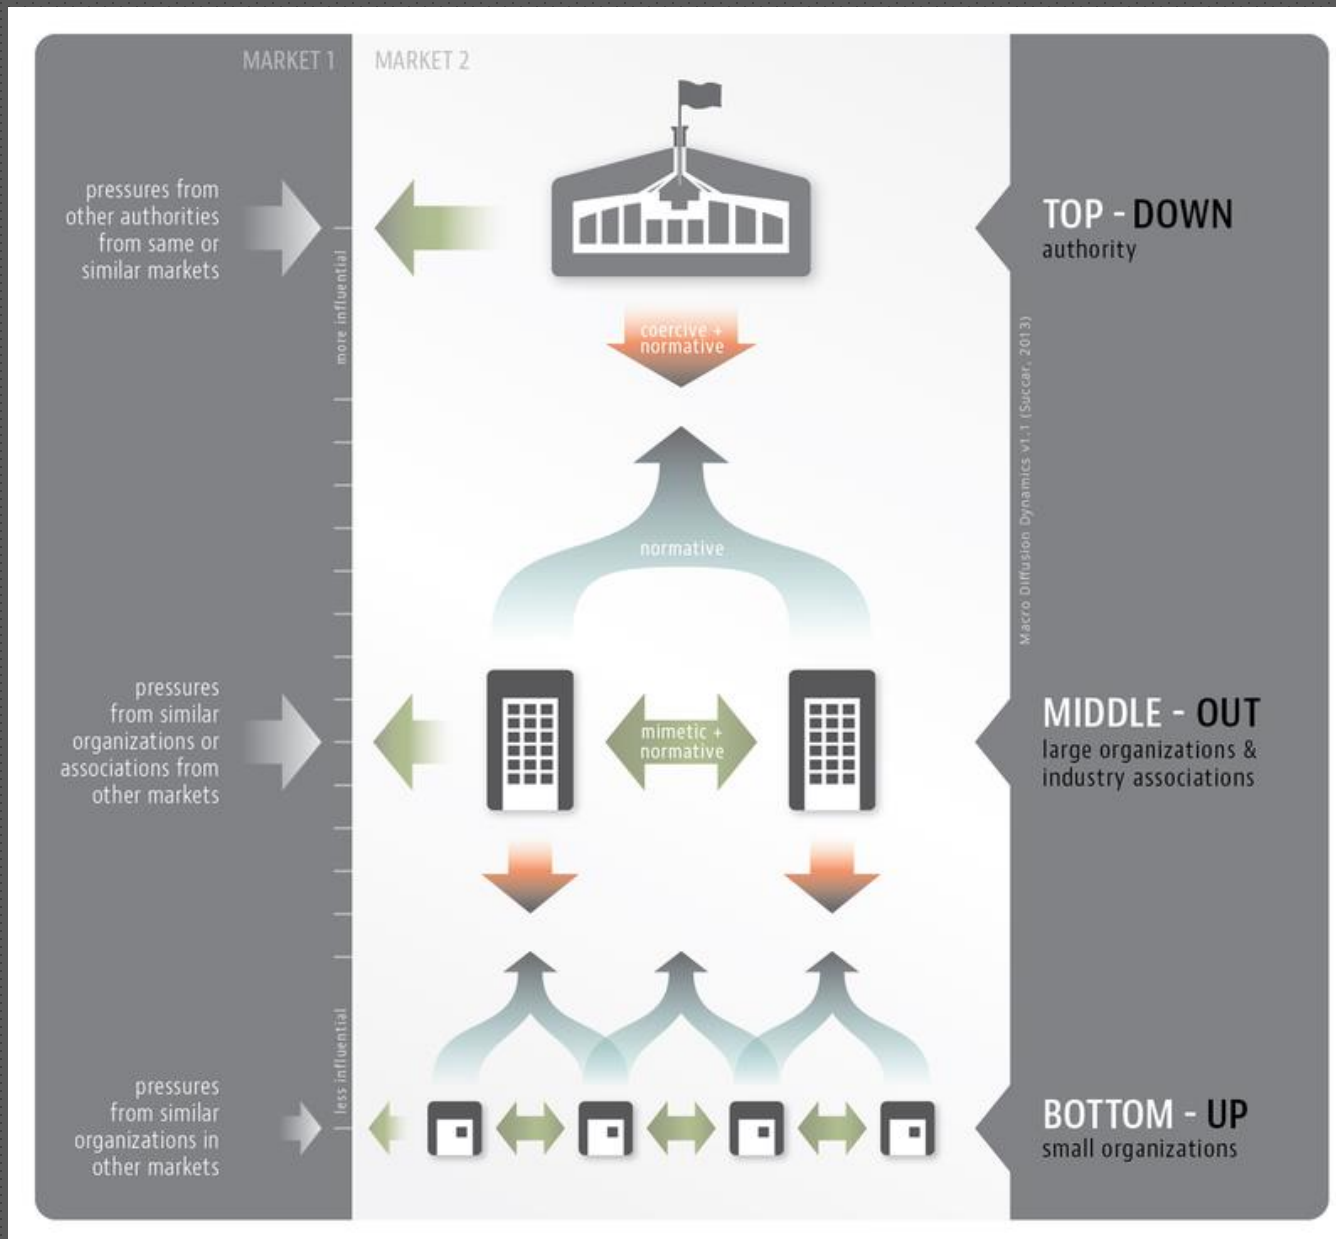 MARKET 1
MARKET 2
pressures from
other authorities
from same or
similar markets
more influential
coercive +
normative
TOP - DOWN
authority
Macro Diffusion Dynamics v1.1 (Succar, 2013)
normative
pressures
from similar
organizations or
associations from
other markets
mimetic +
normative
MIDDLE - OUT
large organizations &
industry associations
less influential
pressures
from similar
organizations in
other markets
BOTTOM - UP
small organizations